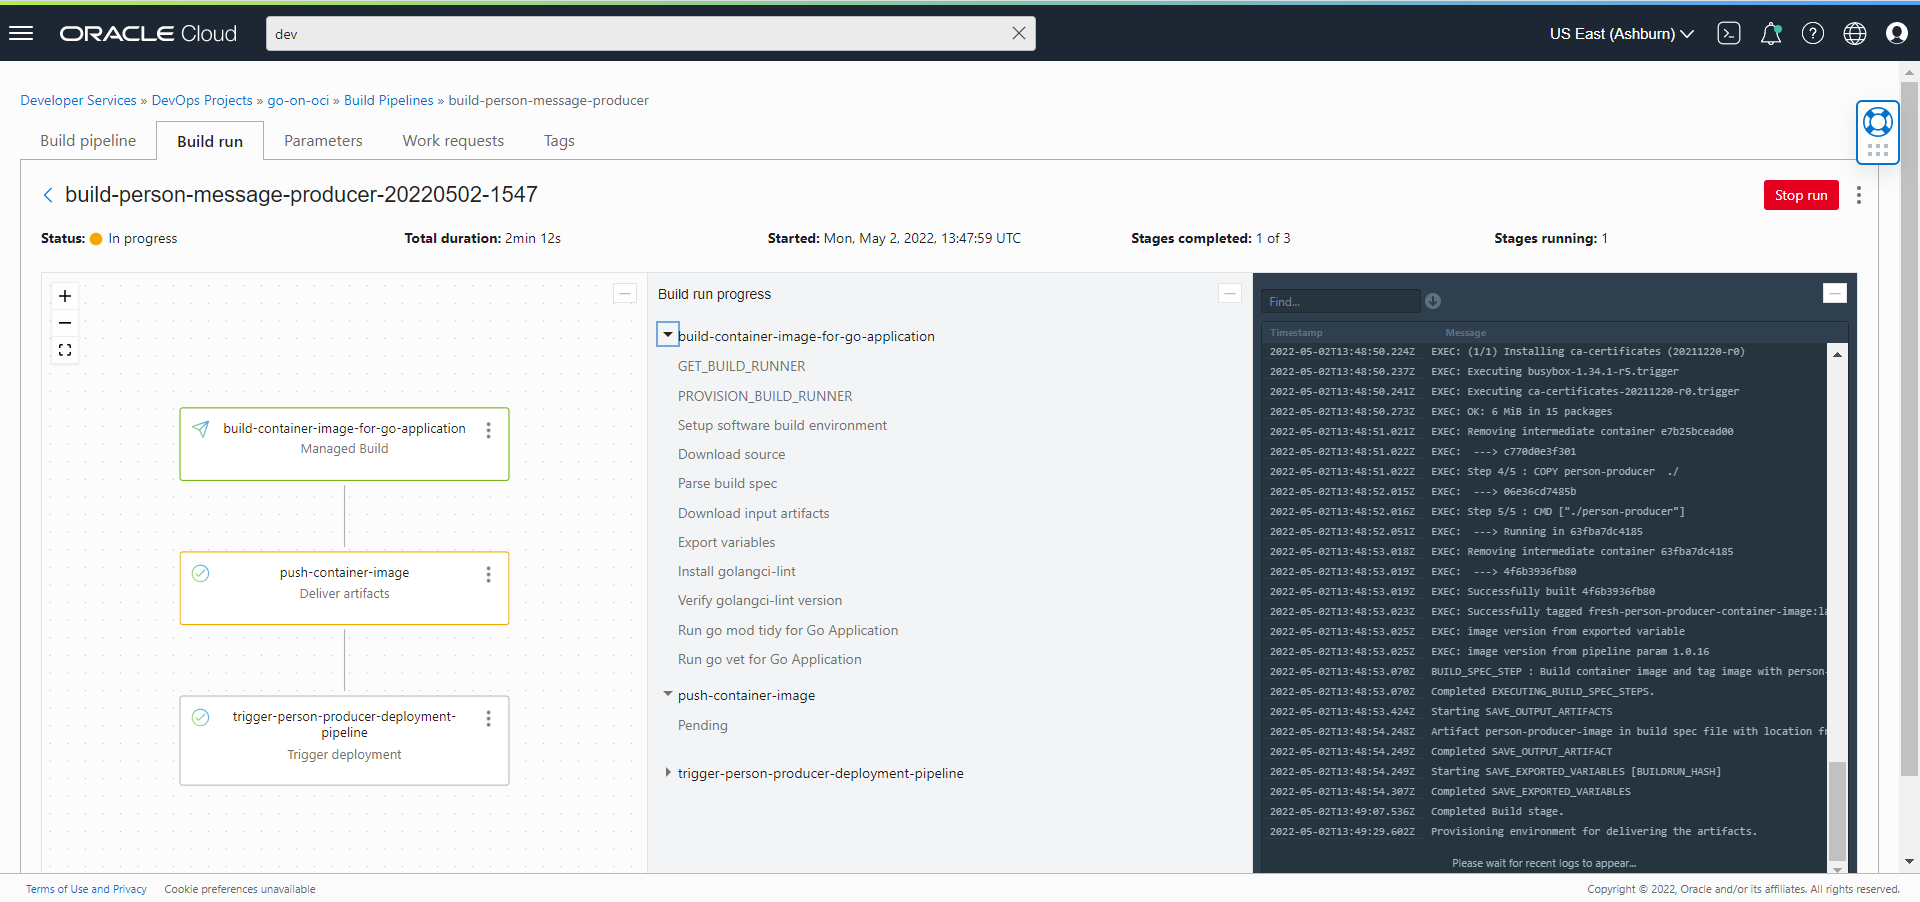 ORACLE Cloud
dev
US East (Ashburn)
Developer Services » DevOps Projects » go-on-oci » Build Pipelines » build-person-message-producer
Build pipeline
Build run
Parameters
Work requests
Tags
build-person-message-producer-20220502-1547
Stop run
Status: In progress
Total duration: 2min 12s
Started: Mon, May 2, 2022, 13:47:59 UTC
Stages completed: 1 of 3
Stages running: 1
build-container-image-for-go-application
Managed Build
push-container-image
Deliver artifacts
trigger-person-producer-deployment-
pipeline
Trigger deployment
Build run progress
build-container-image-for-go-application
GET_BUILD_RUNNER
PROVISION_BUILD_RUNNER
Setup software build environment
Download source
Parse build spec
Download input artifacts
Export variables
Install golangci-lint
Verify golangci-lint version
Run go mod tidy for Go Application
Run go vet for Go Application
push-container-image
Pending
trigger-person-producer-deployment-pipeline
Find...
Timestamp Message
2022-05-02T13:48:50.224Z EXEC: (1/1) Installing ca-certificates (20211220-r0)
2022-05-02T13:48:50.237Z EXEC: Executing busybox-1.34.1-r5.trigger
2022-05-02T13:48:50.241Z EXEC: Executing ca-certificates-20211220-r0.trigger
2022-05-02T13:48:50.273Z EXEC: OK: 6 MiB in 15 packages
2022-05-02T13:48:51.021Z EXEC: Removing intermediate container e7b25bcead00
2022-05-02T13:48:51.022Z EXEC: ---> c770d0e3f301
2022-05-02T13:48:51.022Z EXEC: Step 4/5 : COPY person-producer ./
2022-05-02T13:48:52.015Z EXEC: ---> 06e36cd7485b
2022-05-02T13:48:52.016Z EXEC: Step 5/5 : CMD ["./person-producer"]
2022-05-02T13:48:52.051Z EXEC: ---> Running in 63fba7dc4185
2022-05-02T13:48:53.018Z EXEC: Removing intermediate container 63fba7dc4185
2022-05-02T13:48:53.019Z EXEC: ---> 4f6b3936fb80
2022-05-02T13:48:53.019Z EXEC: Successfully built 4f6b3936fb80
2022-05-02T13:48:53.023Z EXEC: Successfully tagged fresh-person-producer-container-image:la
2022-05-02T13:48:53.025Z EXEC: image version from exported variable
2022-05-02T13:48:53.025Z EXEC: image version from pipeline param 1.0.16
2022-05-02T13:48:53.070Z BUILD_SPEC_STEP : Build container image and tag image with person-
2022-05-02T13:48:53.070Z Completed EXECUTING_BUILD_SPEC_STEPS.
2022-05-02T13:48:53.424Z Starting SAVE_OUTPUT_ARTIFACTS
2022-05-02T13:48:54.248Z Artifact person-producer-image in build spec file with location fr
2022-05-02T13:48:54.249Z Completed SAVE_OUTPUT_ARTIFACT
2022-05-02T13:48:54.249Z Starting SAVE_EXPORTED_VARIABLES [BUILDRUN_HASH]
2022-05-02T13:48:54.307Z Completed SAVE_EXPORTED_VARIABLES
2022-05-02T13:49:07.536Z Completed Build stage.
2022-05-02T13:49:29.602Z Provisioning environment for delivering the artifacts.
Please wait for recent logs to appear...
Terms of Use and Privacy
Cookie preferences unavailable
Copyright © 2022, Oracle and/or its affiliates. All rights reserved.